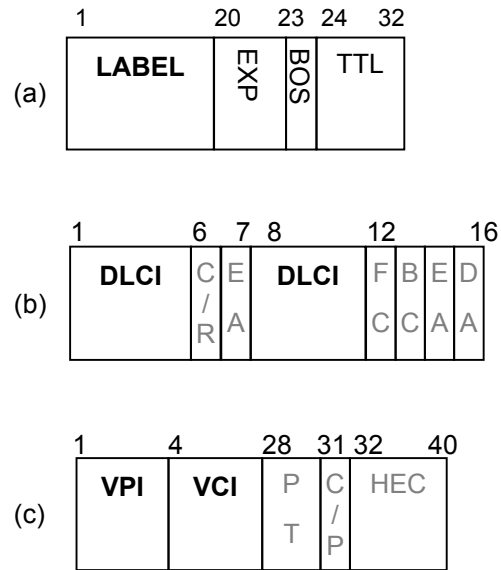 1 20 23 24 32
(a) LABEL EXP BOS TTL
1 6 7 8 12 16
(b) DLCI C/R EA DLCI FC BC EA DA
1 4 28 31 32 40
(c) VPI VCI PT C/P HEC